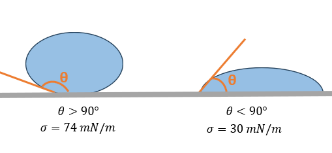 θ
θ
θ > 90°
σ = 74 mN/m
θ < 90°
σ = 30 mN/m